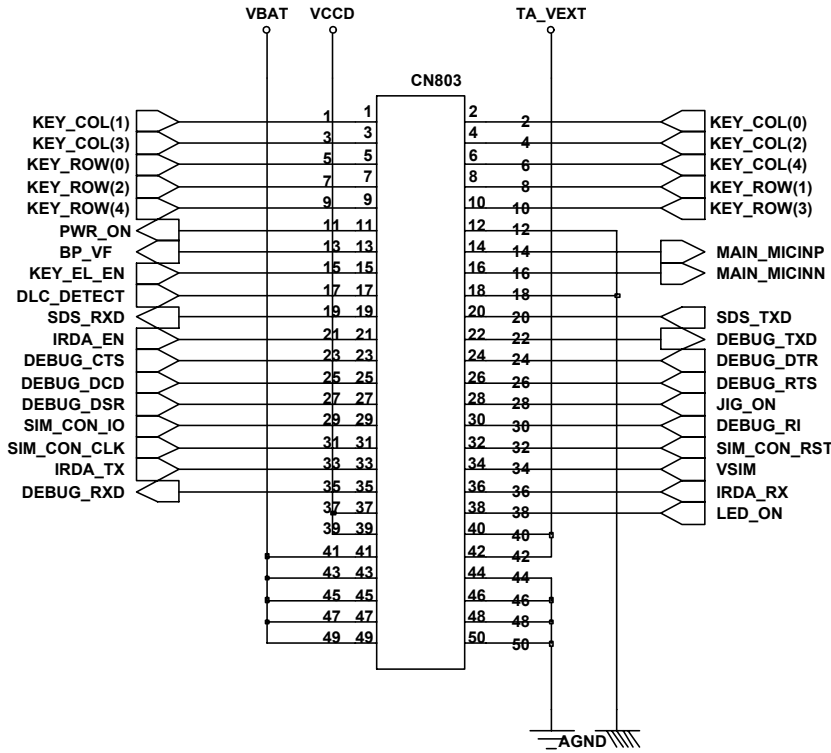 VBAT VCCD TA_VEXT
CN803
KEY_COL(1) 1 1 2 2 KEY_COL(0)
KEY_COL(3) 3 3 4 4 KEY_COL(2)
KEY_ROW(0) 5 5 6 6 KEY_COL(4)
KEY_ROW(2) 7 7 8 8 KEY_ROW(1)
KEY_ROW(4) 9 9 10 10 KEY_ROW(3)
PWR_ON 11 11 12 12
BP_VF 13 13 14 14 MAIN_MICINP
KEY_EL_EN 15 15 16 16 MAIN_MICINN
DLC_DETECT 17 17 18 18
SDS_RXD 19 19 20 20 SDS_TXD
IRDA_EN 21 21 22 22 DEBUG_TXD
DEBUG_CTS 23 23 24 24 DEBUG_DTR
DEBUG_DCD 25 25 26 26 DEBUG_RTS
DEBUG_DSR 27 27 28 28 JIG_ON
SIM_CON_IO 29 29 30 30 DEBUG_RI
SIM_CON_CLK 31 31 32 32 SIM_CON_RST
IRDA_TX 33 33 34 34 VSIM
DEBUG_RXD 35 35 36 36 IRDA_RX
37 37 38 38 LED_ON
39 39 40 40
41 41 42 42
43 43 44 44
45 45 46 46
47 47 48 48
49 49 50 50
_AGND